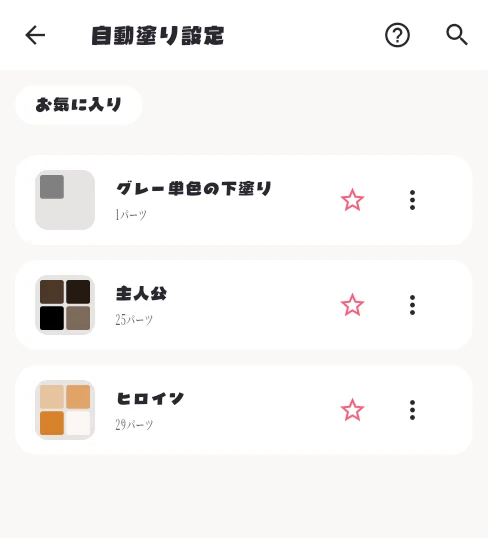 自動塗り設定
お気に入り
グレー単色の下塗り
1パーツ
主人公
25パーツ
ヒロイン
29パーツ